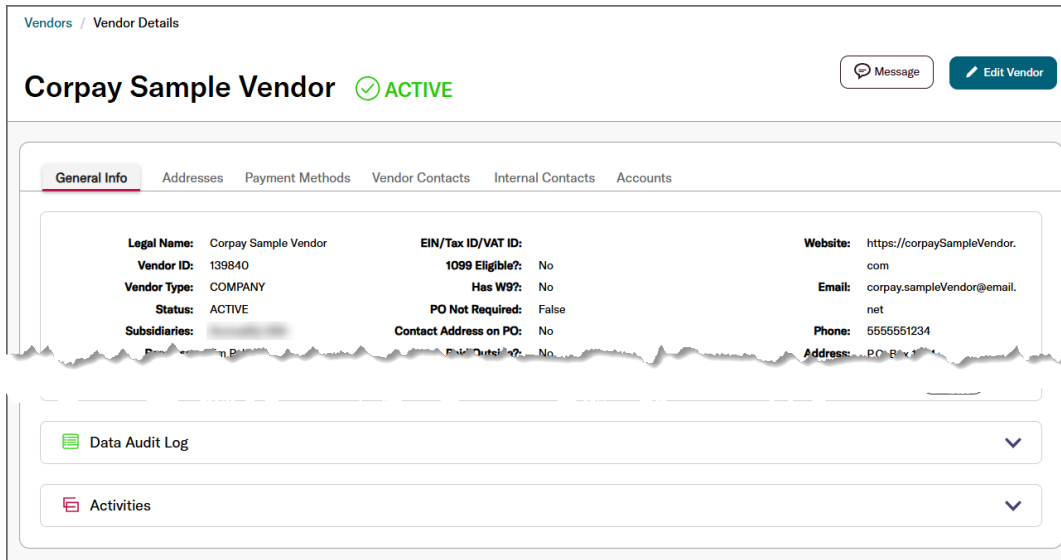 Vendors / Vendor Details
Message
Edit Vendor
Corpay Sample Vendor ACTIVE
General Info Addresses Payment Methods Vendor Contacts Internal Contacts Accounts
Legal Name: Corpay Sample Vendor EIN/Tax ID/VAT ID: Website: https://corpaySampleVendor.
Vendor ID: 139840 1099 Eligible?: No com
Vendor Type: COMPANY Has W9?: No Email: corpay.sampleVendor@email.
Status: ACTIVE PO Not Required: False net
Subsidiaries: Contact Address on PO: No Phone: 5555551234
No Address: P.O. Box
Data Audit Log
Activities